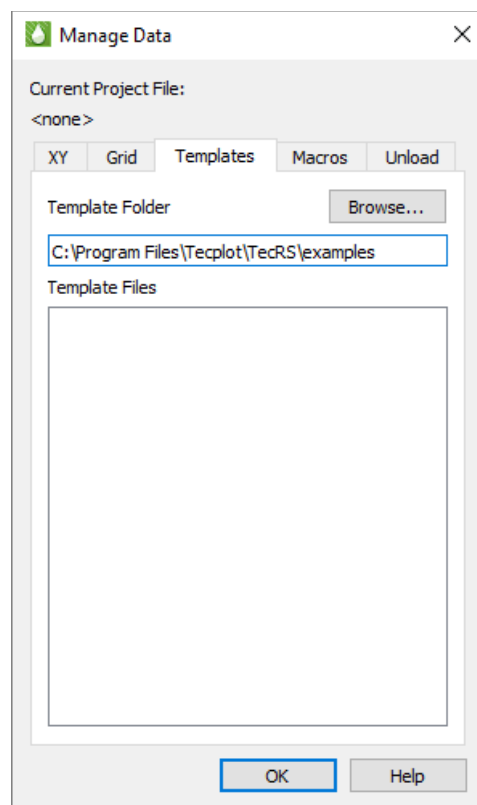 Manage Data
Current Project File:
<none>
XY Grid Templates Macros Unload
Template Folder Browse...
C:\Program Files\Tecplot\TecRS\examples
Template Files
OK Help